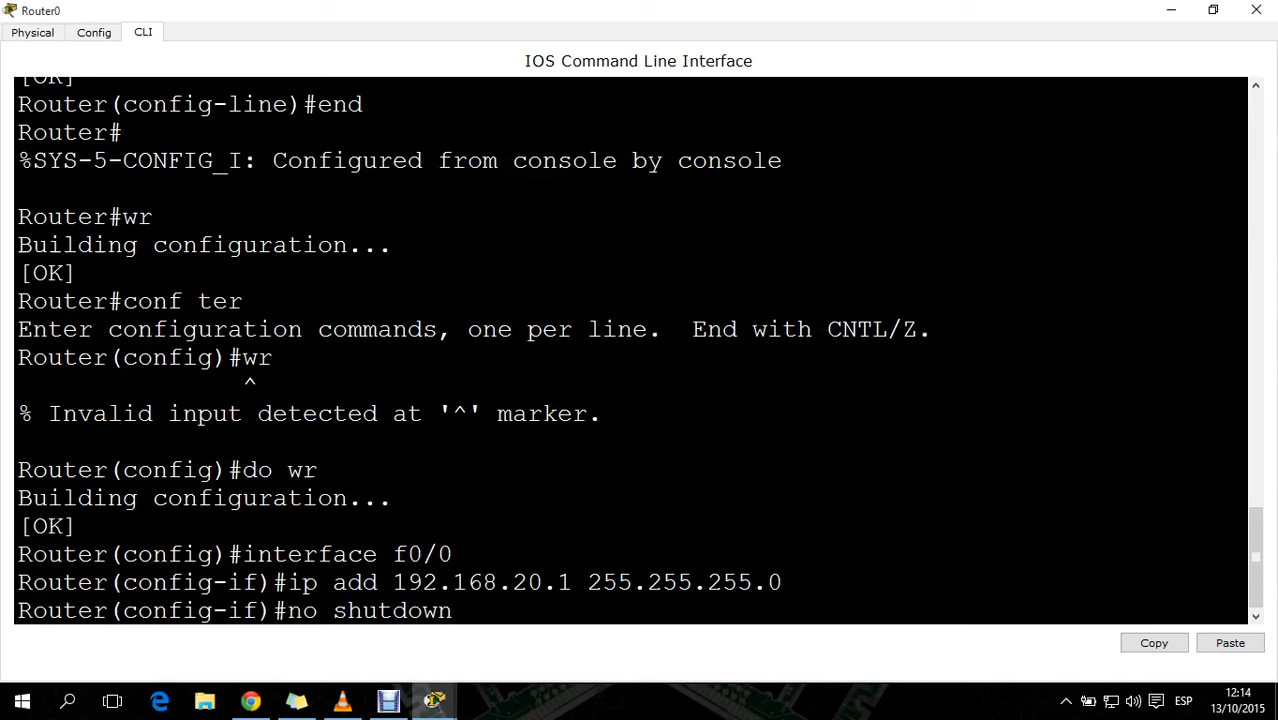 Router0
Physical Config CLI
IOS Command Line Interface
[OK]
Router(config-line)#end
Router#
%SYS-5-CONFIG_I: Configured from console by console
Router#wr
Building configuration...
[OK]
Router#conf ter
Enter configuration commands, one per line.  End with CNTL/Z.
Router(config)#wr
^
% Invalid input detected at '^' marker.
Router(config)#do wr
Building configuration...
[OK]
Router(config)#interface f0/0
Router(config-if)#ip add 192.168.20.1 255.255.255.0
Router(config-if)#no shutdown
Copy Paste
ESP
12:14
13/10/2015